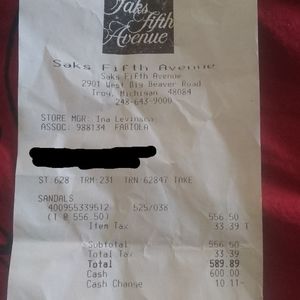 Saks
Fifth
Avenue
Saks Fifth Avenue
Saks Fifth Avenue
2901 West Big Beaver Road
Troy, Michigan 48084
248-643-9000
STORE MGR: Ina Levinson
ASSOC: 988134 FABIOLA
ST 628 TRM 231 TRN 62847 TAKE
SANDALS
400955339512 525/038
(1 @ 556.50) 556.50
Item Tax 33.39 T
Subtotal 556.50
Total Tax 33.39
Total 589.89
Cash 600.00
Cash Change 10.11-